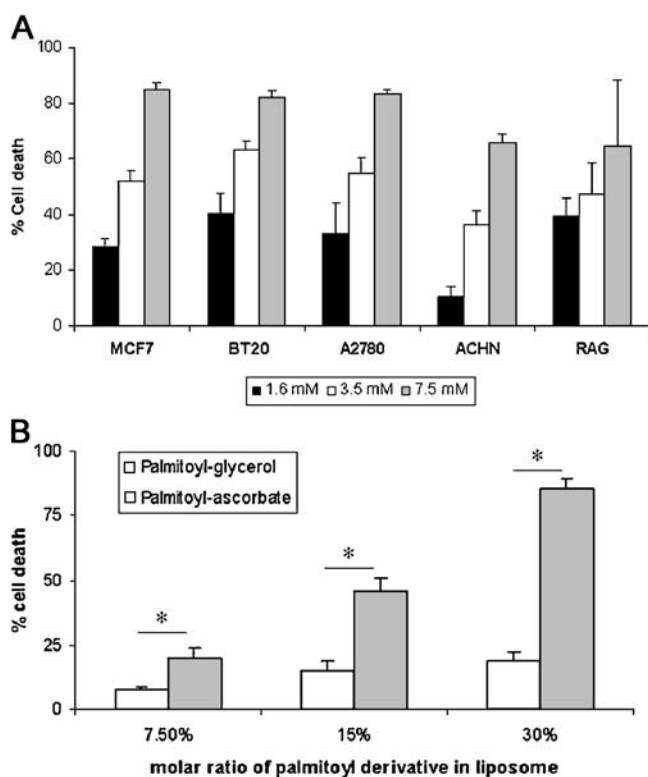 A
% Cell death
100
80
60
40
20
0
MCF7 BT20 A2780 ACHN RAG
1.6 mM 3.5 mM 7.5 mM
B
% cell death
100
75
50
25
0
Palmitoyl-glycerol
Palmitoyl-ascorbate
* * *
7.50% 15% 30%
molar ratio of palmitoyl derivative in liposome